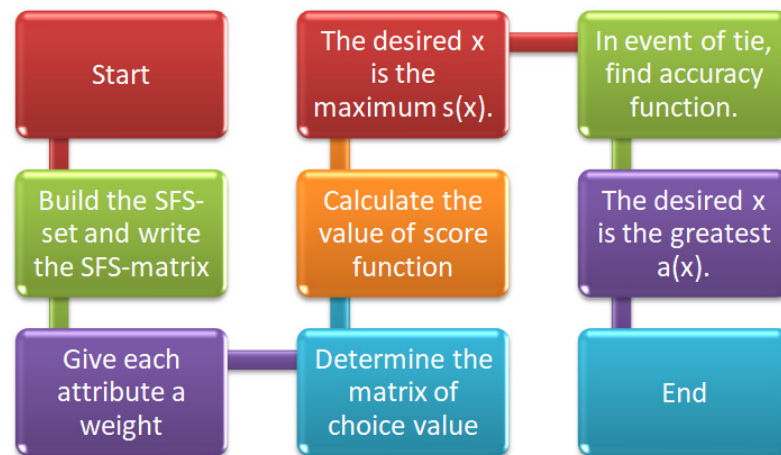 Start
Build the SFS-
set and write
the SFS-matrix
Give each
attribute a
weight
Determine the
matrix of
choice value
Calculate the
value of score
function
The desired x
is the
maximum s(x).
In event of tie,
find accuracy
function.
The desired x
is the greatest
a(x).
End